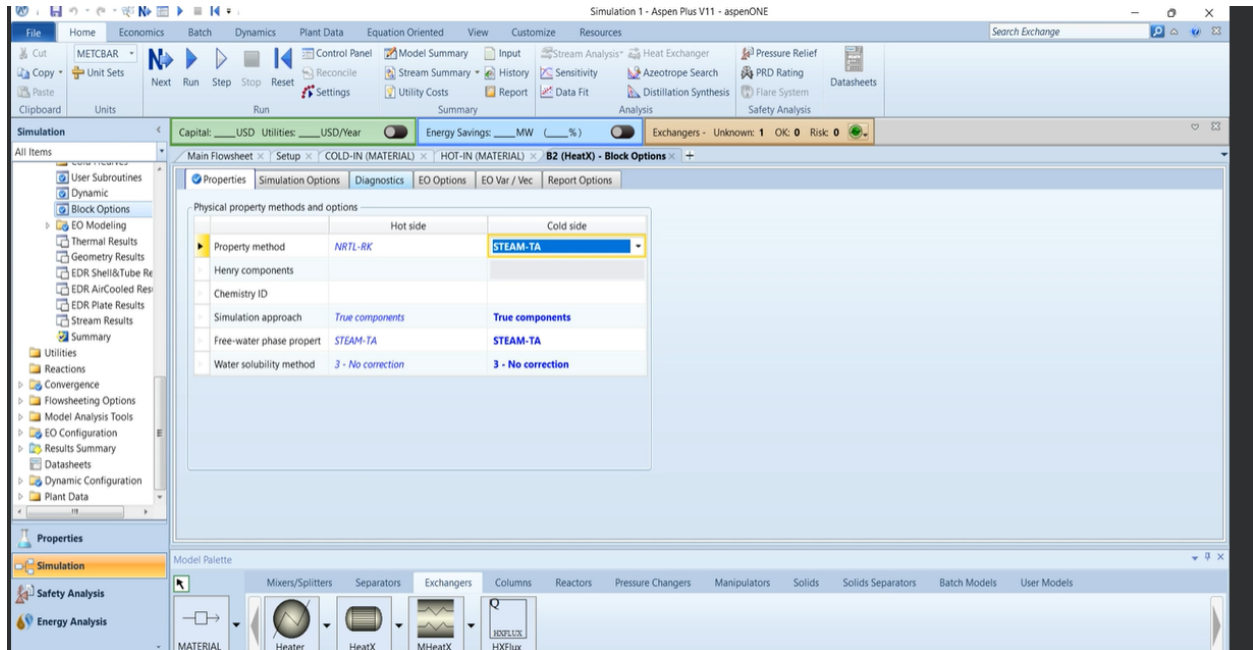 Simulation 1 - Aspen Plus V11 - aspenONE
File Home Economics Batch Dynamics Plant Data Equation Oriented View Customize Resources Search Exchange
Cut METCBAR Control Panel Model Summary Input Stream Analysis Heat Exchanger Pressure Relief
Copy Unit Sets Next Run Step Stop Reset Reconcile Stream Summary History Sensitivity Azeotrope Search PRD Rating Datasheets
Paste Settings Utility Costs Report Data Fit Distillation Synthesis Flare System
Clipboard Units Run Summary Analysis Safety Analysis
Simulation Capital: ____USD Utilities: ____USD/Year Energy Savings: ____MW (____%) Exchangers - Unknown: 1 OK: 0 Risk: 0
All Items Main Flowsheet Setup COLD-IN (MATERIAL) HOT-IN (MATERIAL) B2 (HeatX) - Block Options +
User Subroutines
Dynamic
Block Options
EO Modeling
Thermal Results
Geometry Results
EDR Shell&Tube Re
EDR AirCooled Res
EDR Plate Results
Stream Results
Summary
Utilities
Reactions
Convergence
Flowsheeting Options
Model Analysis Tools
EO Configuration
Results Summary
Datasheets
Dynamic Configuration
Plant Data
Properties
Simulation
Safety Analysis
Energy Analysis
Properties Simulation Options Diagnostics EO Options EO Var / Vec Report Options
Physical property methods and options
Hot side Cold side
Property method NRTL-RK STEAM-TA
Henry components
Chemistry ID
Simulation approach True components True components
Free-water phase propert STEAM-TA STEAM-TA
Water solubility method 3 - No correction 3 - No correction
Model Palette
Mixers/Splitters Separators Exchangers Columns Reactors Pressure Changers Manipulators Solids Solids Separators Batch Models User Models
Q
HXFLUX
MATERIAL Heater HeatX MHeatX HXFlux